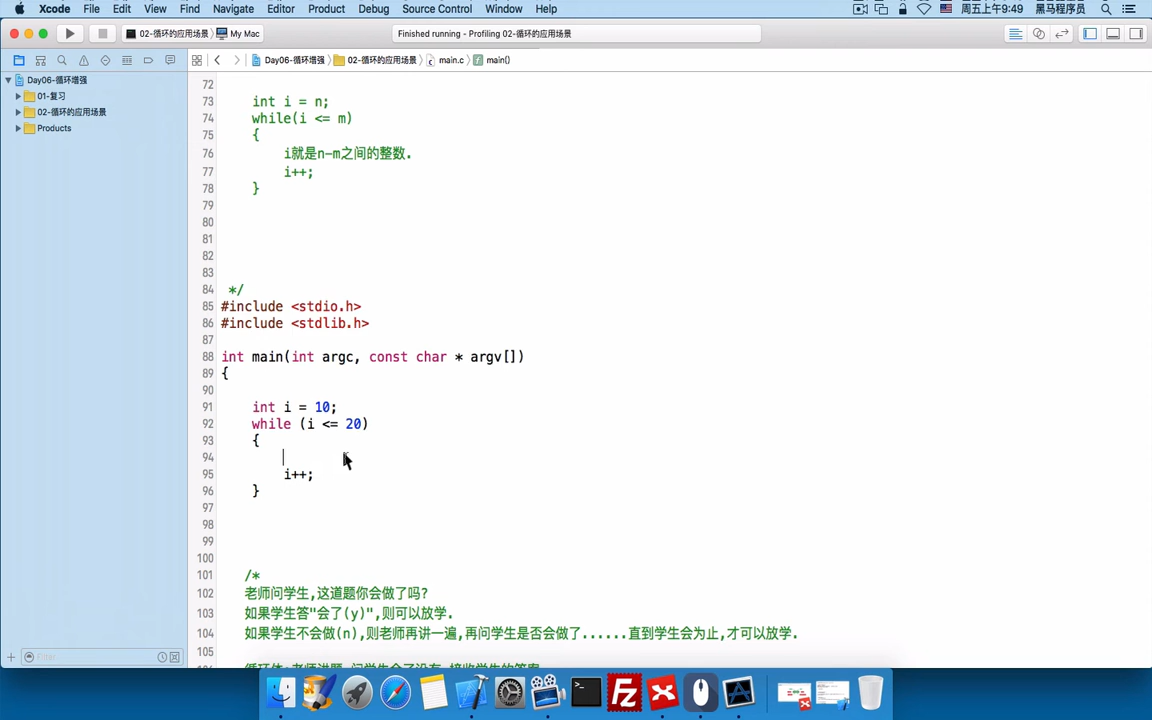 Xcode File Edit View Find Navigate Editor Product Debug Source Control Window Help 周五上午9:49 黑马程序员
02-循环的应用场景 My Mac Finished running - Profiling 02-循环的应用场景
Day06-循环增强 02-循环的应用场景 main.c main()
Day06-循环增强
01-复习
02-循环的应用场景
Products
Filter
72
73 int i = n;
74 while(i <= m)
75 {
76 i就是n-m之间的整数.
77 i++;
78 }
79
80
81
82
83
84 */
85 #include <stdio.h>
86 #include <stdlib.h>
87
88 int main(int argc, const char * argv[])
89 {
90
91 int i = 10;
92 while (i <= 20)
93 {
94
95 i++;
96 }
97
98
99
100
101 /*
102 老师问学生,这道题你会做了吗?
103 如果学生答"会了(y)",则可以放学.
104 如果学生不会做(n),则老师再讲一遍,再问学生是否会做了......直到学生会为止,才可以放学.
105